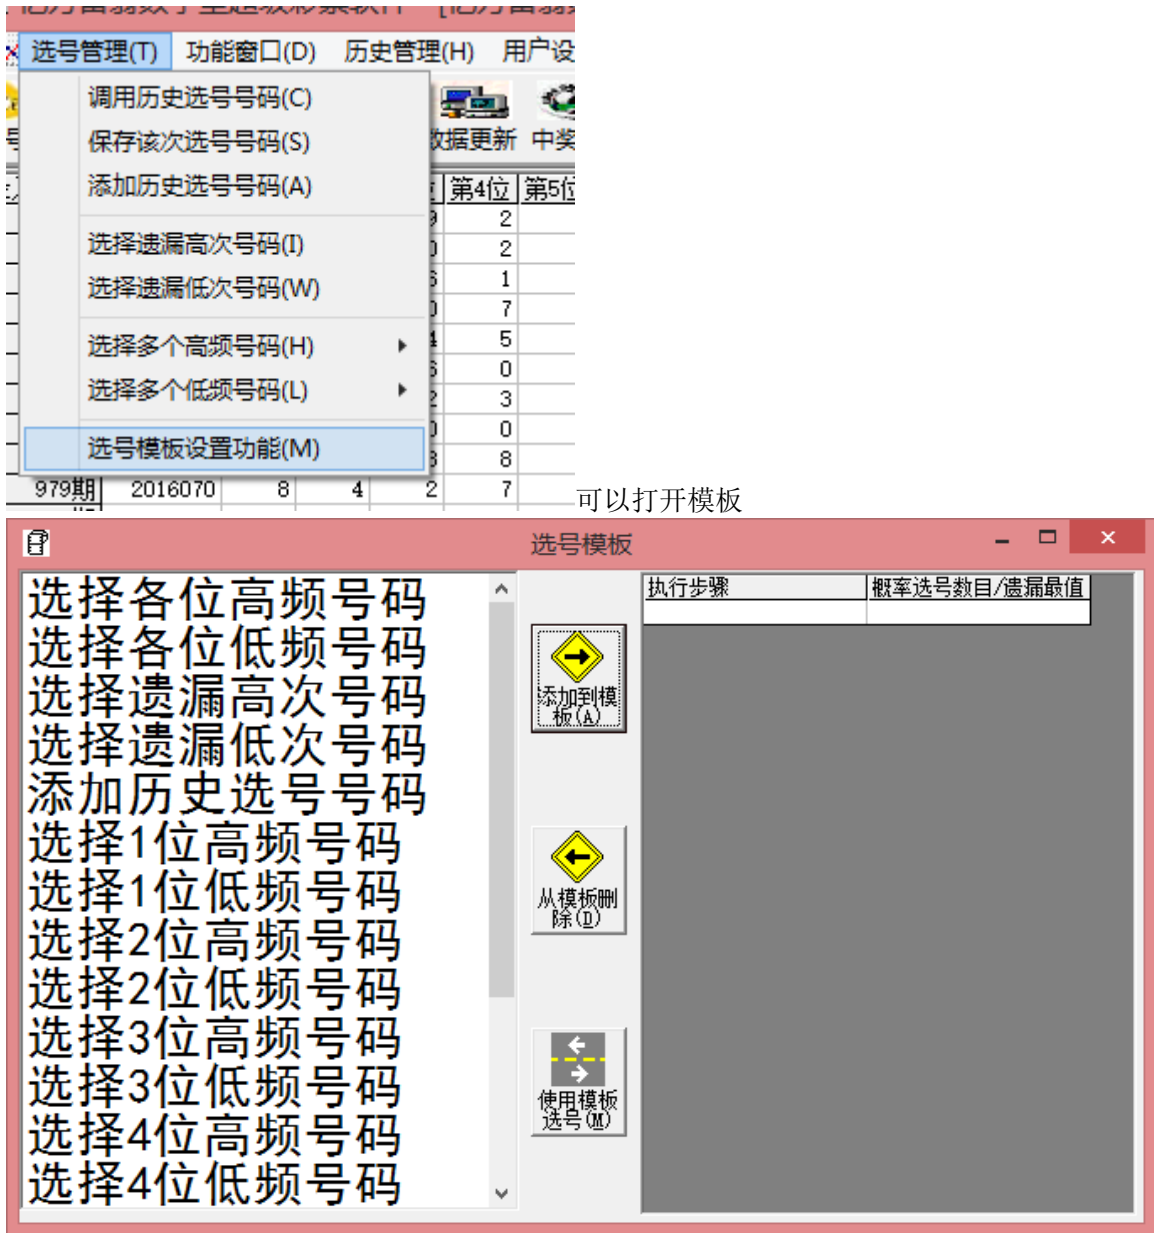 选号管理(T) 功能窗口(D) 历史管理(H) 用户设
调用历史选号号码(C)
保存该次选号号码(S)
据更新 中奖
添加历史选号号码(A)
第4位 第5位
2
选择遗漏高次号码(I)
2
选择遗漏低次号码(W)
1
7
选择多个高频号码(H)
5
0
选择多个低频号码(L)
3
0
选号模板设置功能(M)
8
979期 2016070 8 4 2 7
可以打开模板
选号模板
选择各位高频号码
选择各位低频号码
选择遗漏高次号码
选择遗漏低次号码
添加历史选号号码
选择1位高频号码
选择1位低频号码
选择2位高频号码
选择2位低频号码
选择3位高频号码
选择3位低频号码
选择4位高频号码
选择4位低频号码
添加到模
板(A)
从模板删
除(D)
使用模板
选号(M)
执行步骤 概率选号数目/遗漏最值